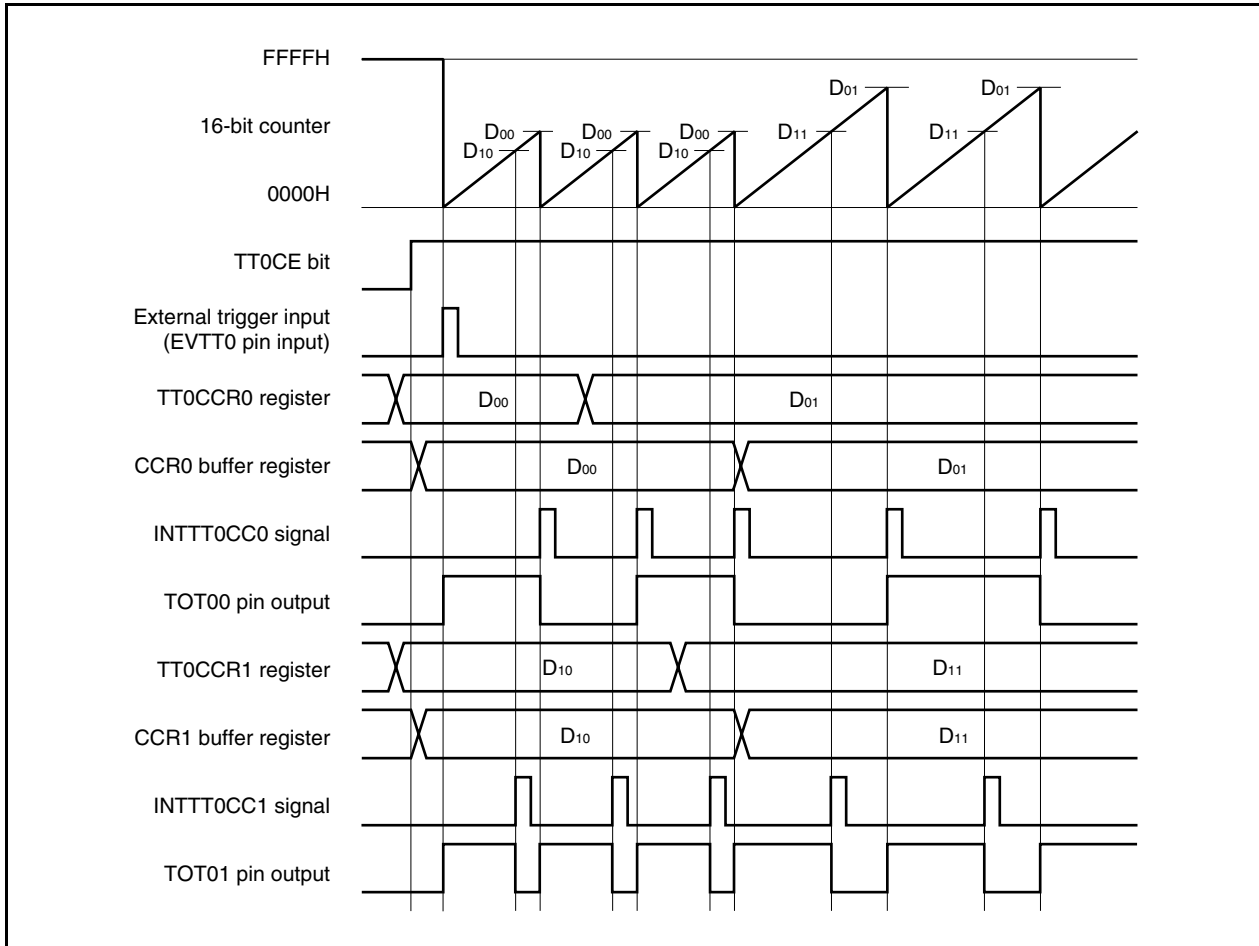 FFFFH
D01 D01
16-bit counter
D00 D00 D00 D11 D11
D10 D10 D10
0000H
TT0CE bit
External trigger input
(EVTT0 pin input)
TT0CCR0 register
D00 D01
CCR0 buffer register
D00 D01
INTTT0CC0 signal
TOT00 pin output
TT0CCR1 register
D10 D11
CCR1 buffer register
D10 D11
INTTT0CC1 signal
TOT01 pin output